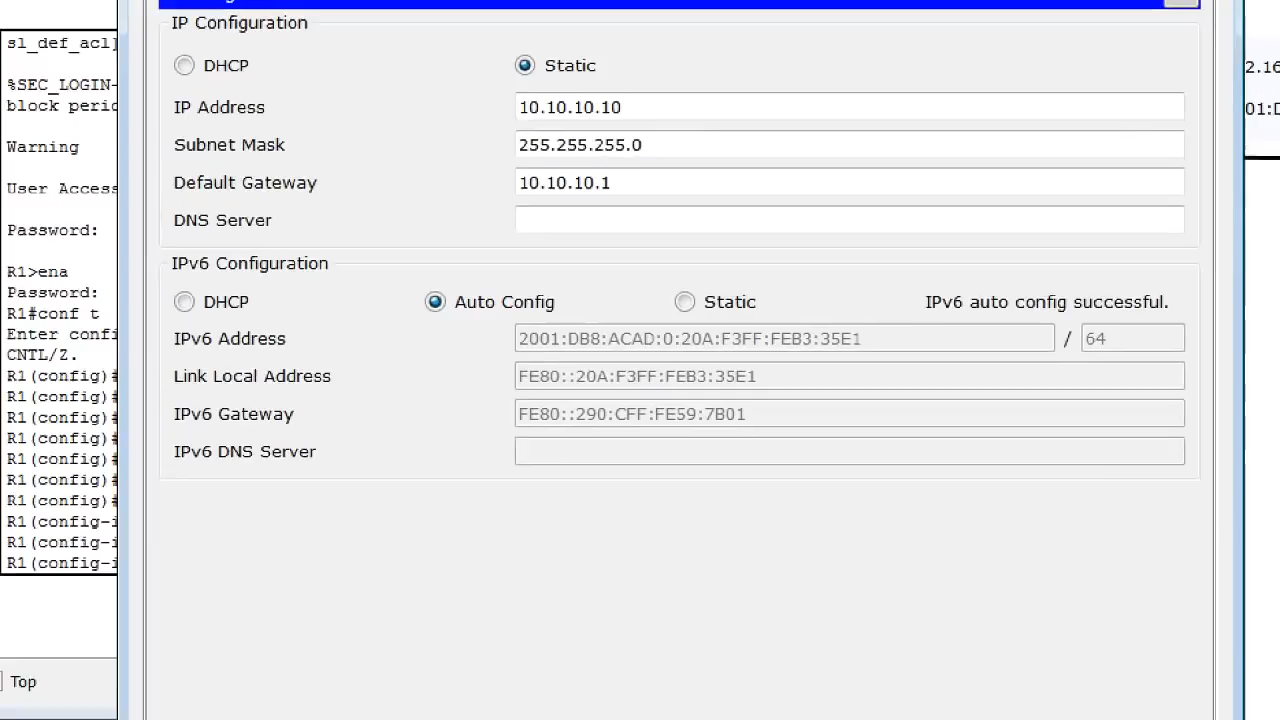 IP Configuration
DHCP
Static
IP Address
10.10.10.10
Subnet Mask
255.255.255.0
Default Gateway
10.10.10.1
DNS Server
IPv6 Configuration
DHCP
Auto Config
Static
IPv6 auto config successful.
IPv6 Address
2001:DB8:ACAD:0:20A:F3FF:FEB3:35E1
/
64
Link Local Address
FE80::20A:F3FF:FEB3:35E1
IPv6 Gateway
FE80::290:CFF:FE59:7B01
IPv6 DNS Server
sl_def_acl]
%SEC_LOGIN-
block peric
Warning
User Access
Password:
R1>ena
Password:
R1#conf t
Enter confi
CNTL/Z.
R1(config)#
R1(config)#
R1(config)#
R1(config)#
R1(config)#
R1(config)#
R1(config)#
R1(config-i
R1(config-i
R1(config-i
Top
2.16
01:D